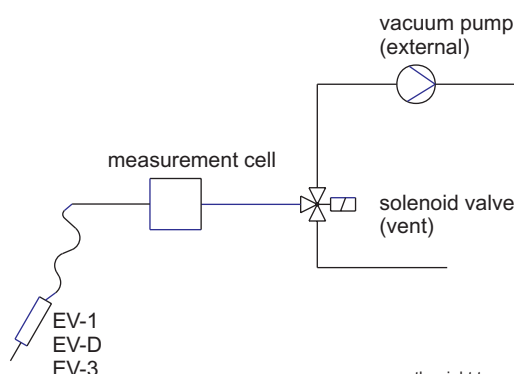 vacuum pump
(external)
measurement cell
solenoid valve
(vent)
EV-1
EV-D
EV-3